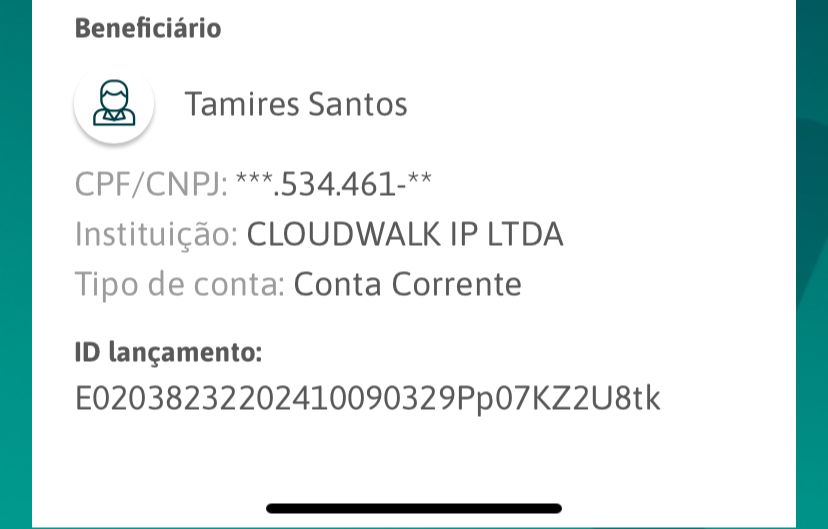 Beneficiário
Tamires Santos
CPF/CNPJ: ***.534.461-**
Instituição: CLOUDWALK IP LTDA
Tipo de conta: Conta Corrente
ID lançamento:
E02038232202410090329Pp07KZ2U8tk